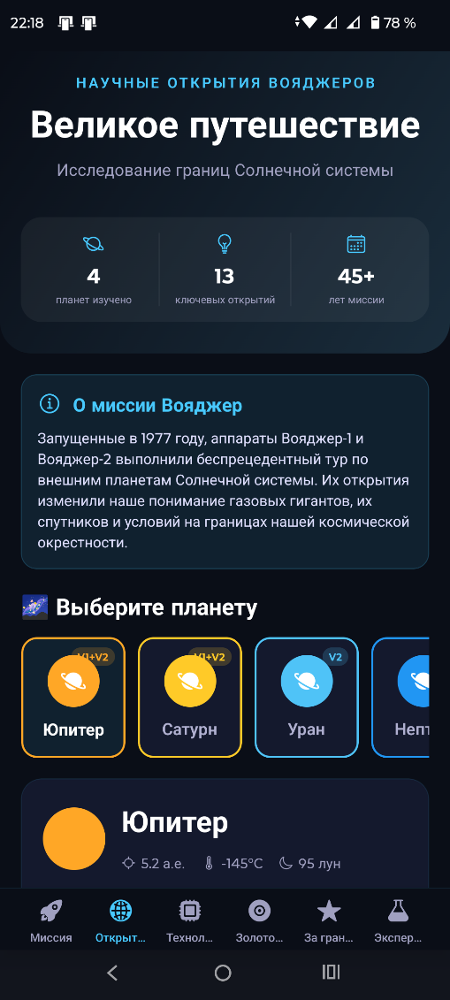 22:18
78 %
НАУЧНЫЕ ОТКРЫТИЯ ВОЯДЖЕРОВ
Великое путешествие
Исследование границ Солнечной системы
4
13
45+
планет изучено
ключевых открытий
лет миссии
О миссии Вояджер
Запущенные в 1977 году, аппараты Вояджер-1 и
Вояджер-2 выполнили беспрецедентный тур по
внешним планетам Солнечной системы. Их открытия
изменили наше понимание газовых гигантов, их
спутников и условий на границах нашей космической
окрестности.
Выберите планету
V1+V2
V1+V2
V2
Юпитер
Сатурн
Уран
Непт
Юпитер
5.2 а.е.
-145°C
95 лун
Миссия
Открыт...
Технол...
Золото...
За гран...
Экспер...